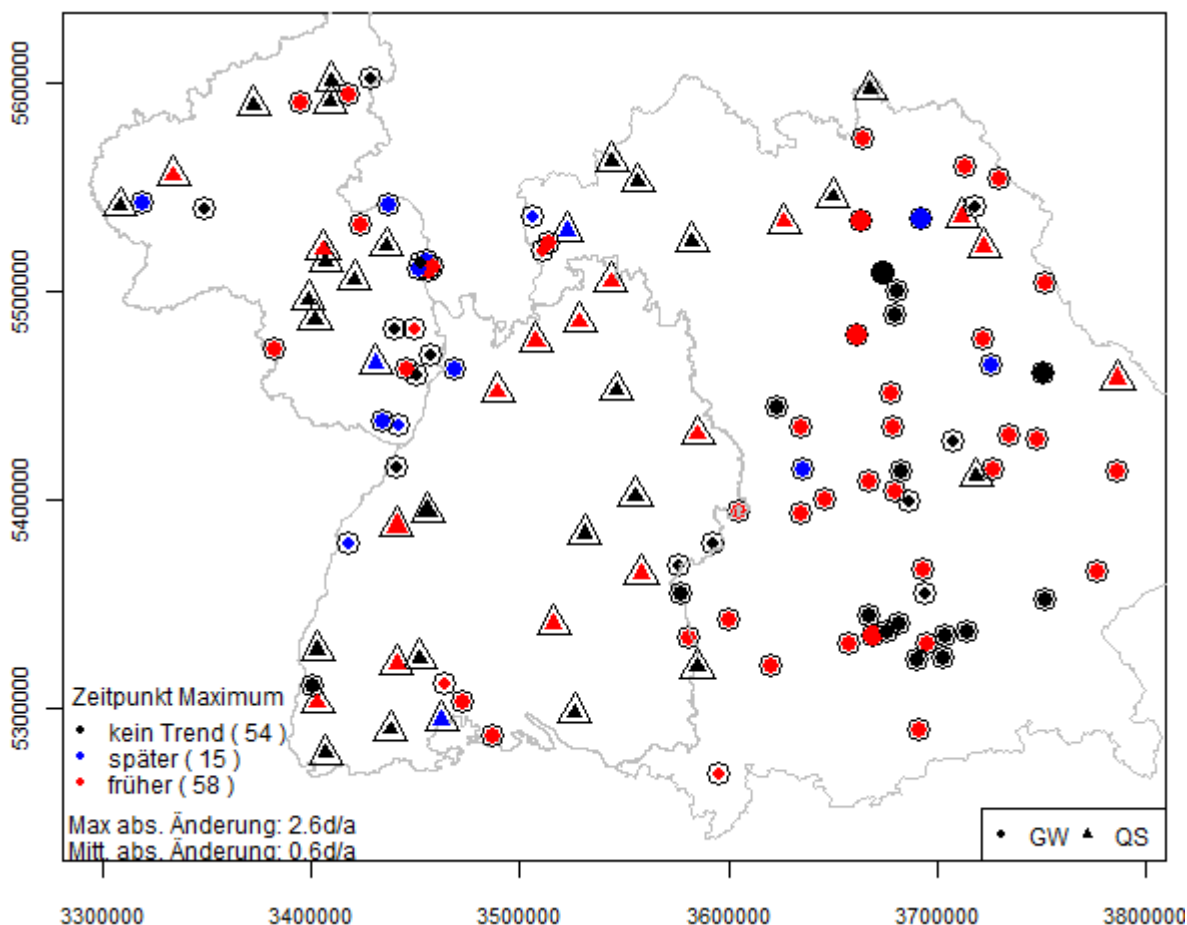 5600000
5500000
5400000
5300000
Zeitpunkt Maximum
kein Trend ( 54 )
später ( 15 )
früher ( 58 )
Max abs. Änderung: 2.6d/a
Mitt. abs. Änderung: 0.6d/a
GW QS
3300000 3400000 3500000 3600000 3700000 3800000